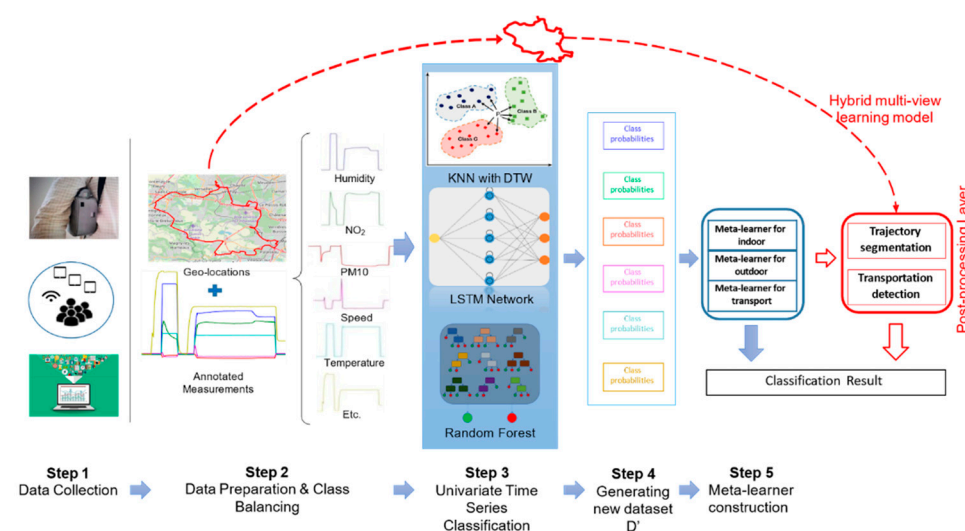 Hybrid multi-view
learning model
Class A
Class B
P
Class C
KNN with DTW
Humidity
NO₂
PM10
Speed
Temperature
Etc.
Geo-locations
Annotated
Measurements
LSTM Network
Random Forest
Class
probabilities
Class
probabilities
Class
probabilities
Class
probabilities
Class
probabilities
Class
probabilities
Meta-learner for
indoor
Meta-learner for
outdoor
Meta-learner for
transport
Trajectory
segmentation
Transportation
detection
Post-processing Layer
Classification Result
Step 1
Data Collection
Step 2
Data Preparation & Class
Balancing
Step 3
Univariate Time
Series
Classification
Step 4
Generating
new dataset
D'
Step 5
Meta-learner
construction